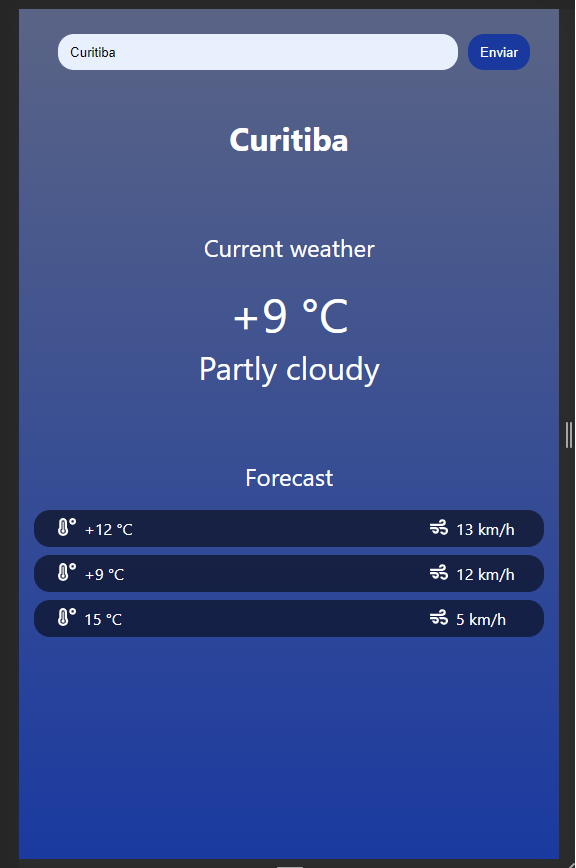 Curitiba Enviar
Curitiba
Current weather
+9 °C
Partly cloudy
Forecast
+12 °C 13 km/h
+9 °C 12 km/h
15 °C 5 km/h